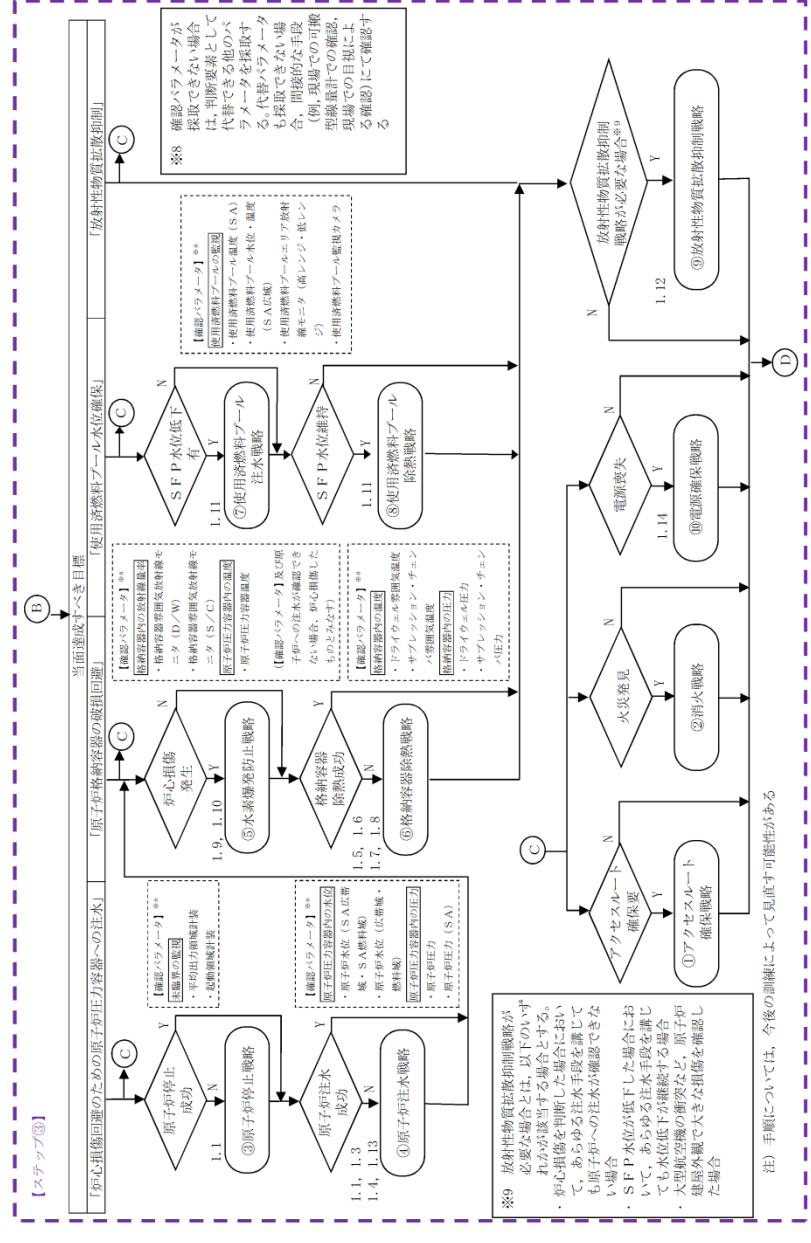 【ステップ③】
B
当面達成すべき目標
「炉心損傷回避のための原子炉圧力容器への注水」
「原子炉格納容器の破損回避」
「使用済燃料プール水位確保」
「放射性物質拡散抑制」
C
原子炉停止
成功
Y
N
1.1
③原子炉停止戦略
【確認パラメータ】※8
未臨界の監視
・平均出力領域計装
・起動領域計装
原子炉注水
成功
Y
N
1.1, 1.3
1.4, 1.13
④原子炉注水戦略
【確認パラメータ】※8
原子炉圧力容器内の水位
・原子炉水位（ＳＡ広帯
域・ＳＡ燃料域）
・原子炉水位（広帯域・
燃料域）
原子炉圧力容器内の圧力
・原子炉圧力
・原子炉圧力（ＳＡ）
C
炉心損傷
発生
N
Y
1.9, 1.10
⑤水素爆発防止戦略
格納容器
除熱成功
Y
N
1.5, 1.6
1.7, 1.8
⑥格納容器除熱戦略
【確認パラメータ】※8
格納容器内の放射線量率
・格納容器雰囲気放射線モ
ニタ（Ｄ／Ｗ）
・格納容器雰囲気放射線モ
ニタ（Ｓ／Ｃ）
原子炉圧力容器内の温度
・原子炉圧力容器温度
（【確認パラメータ】及び原
子炉への注水が確認でき
ない場合、炉心損傷した
ものとみなす）
【確認パラメータ】※8
格納容器内の温度
・ドライウェル雰囲気温度
・サプレッション・チェン
バ雰囲気温度
格納容器内の圧力
・ドライウェル圧力
・サプレッション・チェン
バ圧力
C
ＳＦＰ水位低下
有
N
Y
1.11
⑦使用済燃料プール
注水戦略
ＳＦＰ水位維持
N
Y
1.11
⑧使用済燃料プール
除熱戦略
【確認パラメータ】※8
使用済燃料プールの監視
・使用済燃料プール温度（ＳＡ）
・使用済燃料プール水位・温度
（ＳＡ広域）
・使用済燃料プールエリア放射
線モニタ（高レンジ・低レン
ジ）
・使用済燃料プール監視カメラ
C
※8　確認パラメータが
採取できない場合
は，判断要素として
代替できる他のパ
ラメータを採取す
る。代替パラメータ
も採取できない場
合，間接的な手段
（例，現場での可搬
型線量計での確認，
現場での目視によ
る確認）にて確認す
る
C
アクセスルート
確保要
N
Y
①アクセスルート
確保戦略
火災発見
N
Y
②消火戦略
電源喪失
N
Y
1.14
⑩電源確保戦略
放射性物質拡散抑制
戦略が必要な場合※9
N
Y
1.12
⑨放射性物質拡散抑制戦略
D
※9　放射性物質拡散抑制戦略が
必要な場合とは，以下のいず
れかが該当する場合とする。
・炉心損傷を判断した場合におい
て，あらゆる注水手段を講じて
も原子炉への注水が確認できな
い場合
・ＳＦＰ水位が低下した場合にお
いて，あらゆる注水手段を講じ
ても水位低下が継続する場合
・大型航空機の衝突など，原子炉
建屋外観で大きな損傷を確認し
た場合
注）手順については，今後の訓練によって見直す可能性がある